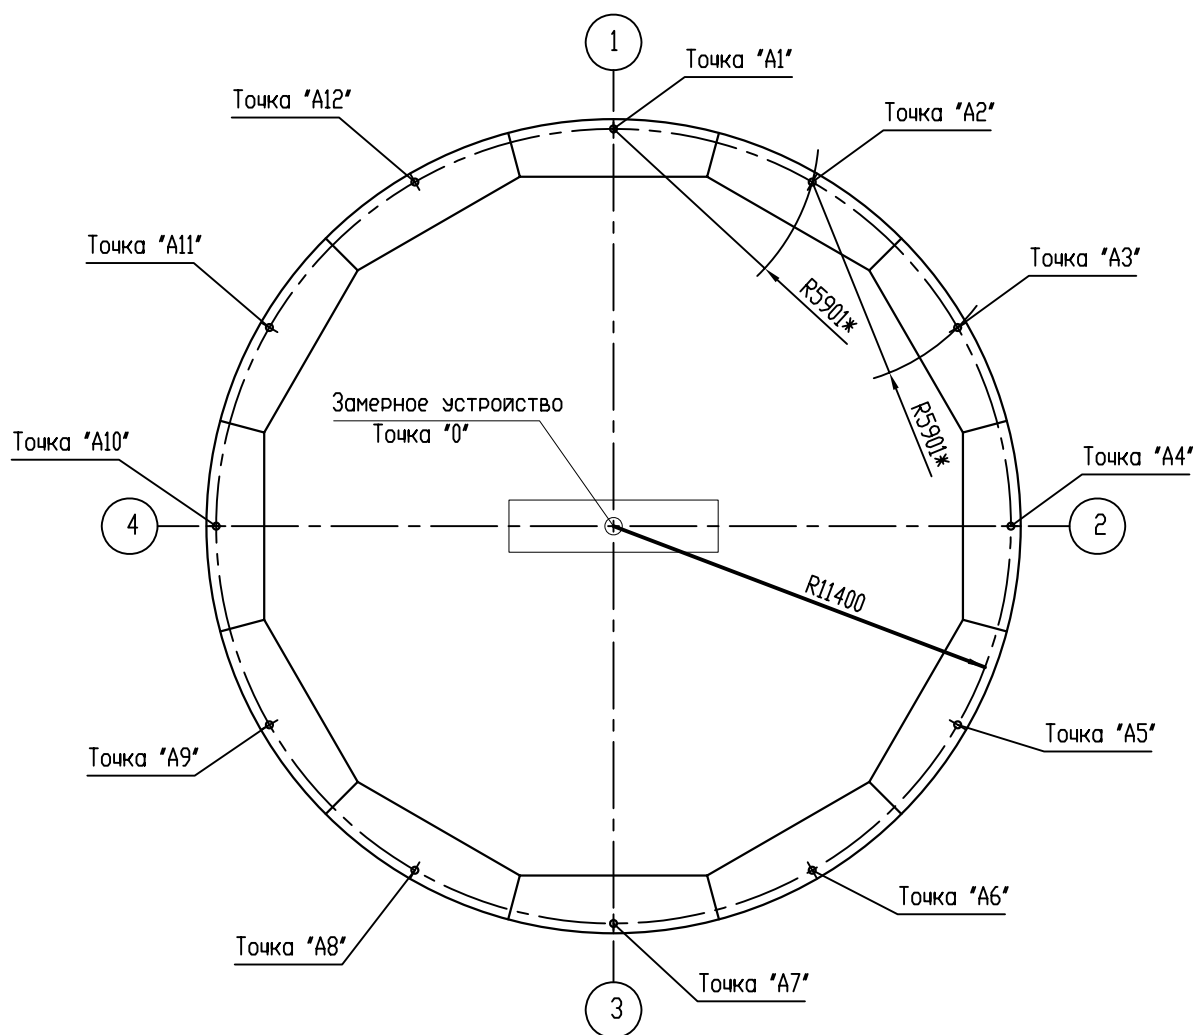 1
Точка "А1"
Точка "А12"
Точка "А2"
Точка "А11"
Точка "А3"
R5901*
Замерное устройство
Точка "0"
R5901*
Точка "А10"
Точка "А4"
4
2
R11400
Точка "А9"
Точка "А5"
Точка "А6"
Точка "А8"
Точка "А7"
3